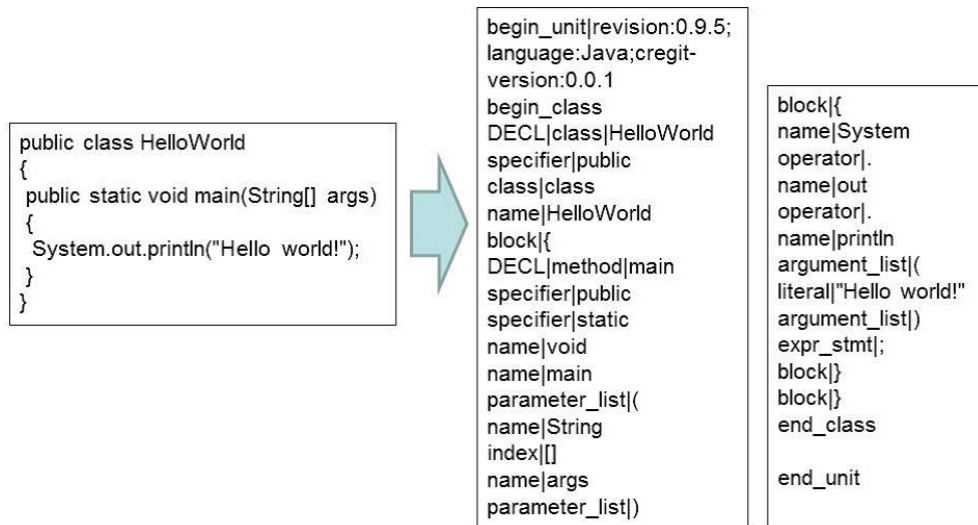 public class HelloWorld
{
public static void main(String[] args)
{
System.out.println("Hello world!");
}
}
begin_unit|revision:0.9.5;
language:Java;cregit-
version:0.0.1
begin_class
DECL|class|HelloWorld
specifier|public
class|class
name|HelloWorld
block|{
DECL|method|main
specifier|public
specifier|static
name|void
name|main
parameter_list|(
name|String
index|[]
name|args
parameter_list|)
block|{
name|System
operator|.
name|out
operator|.
name|println
argument_list|(
literal|"Hello world!"
argument_list|)
expr_stmt|;
block|}
block|}
end_class
end_unit